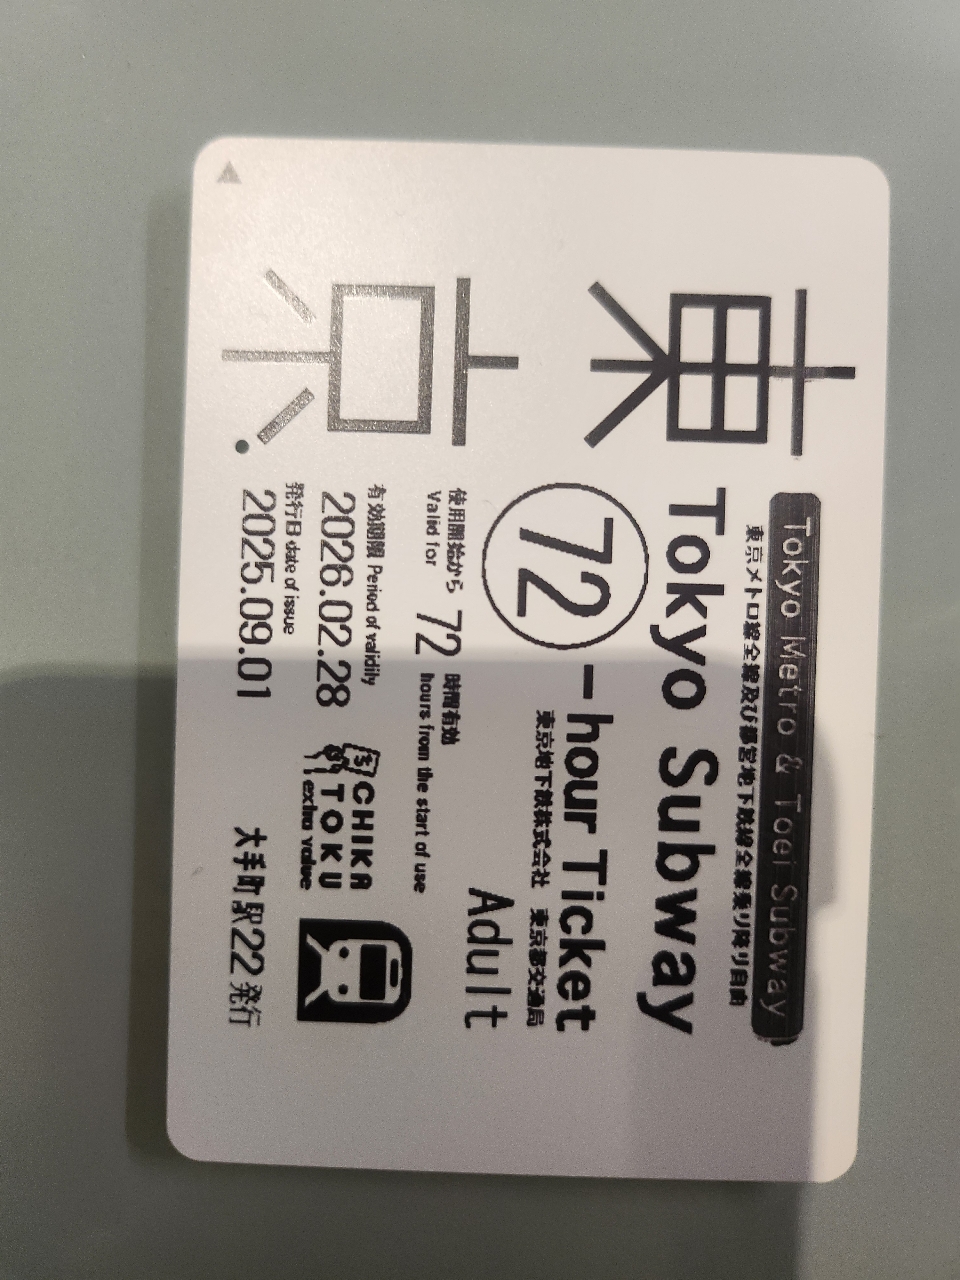 Tokyo Metro & Toei Subway
東京メトロ線全線及び都営地下鉄線全線乗り降り自由
東京
Tokyo Subway
72-hour Ticket
東京地下鉄株式会社 東京都交通局
Adult
使用開始から 72 時間有効
Valid for hours from the start of use
有効期限 Period of validity
2026.02.28
発行日 date of issue
2025.09.01
CHIKA
TOKU
extra value
大手町駅22発行